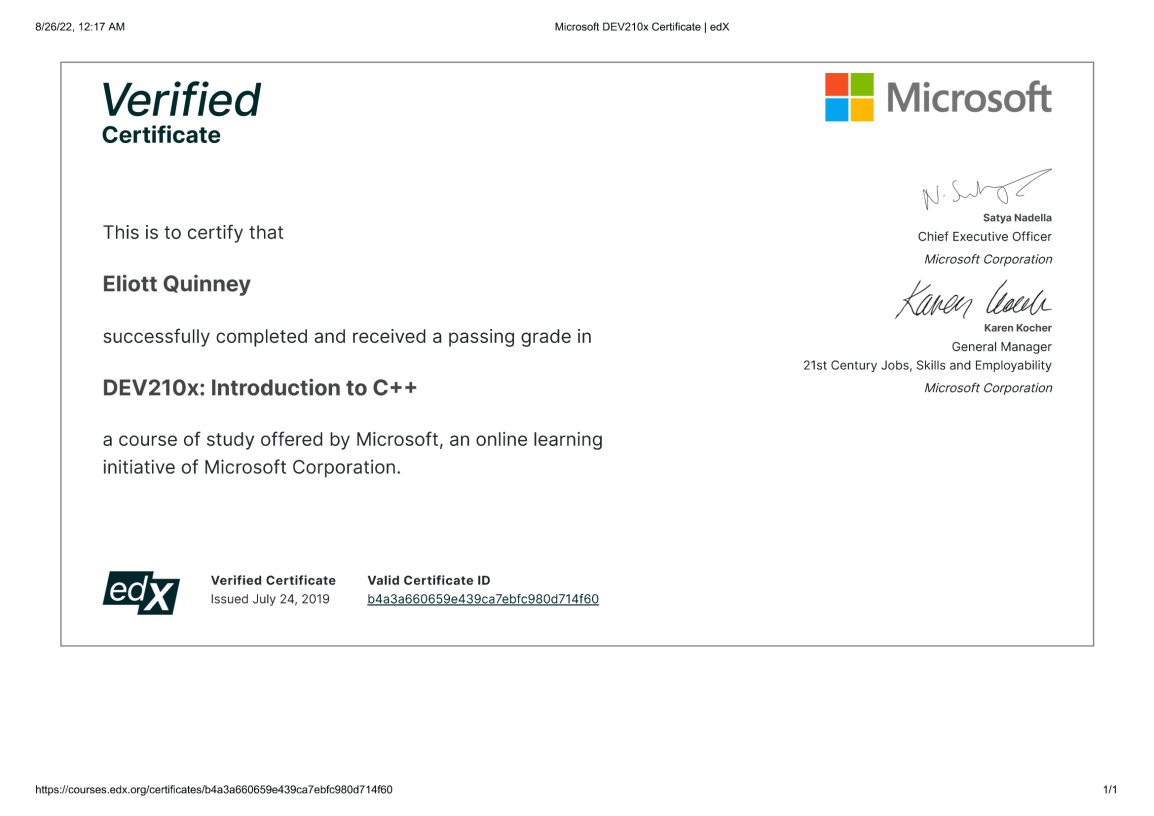 8/26/22, 12:17 AM
Microsoft DEV210x Certificate | edX
Verified
Certificate
Microsoft
This is to certify that
Eliott Quinney
successfully completed and received a passing grade in
DEV210x: Introduction to C++
a course of study offered by Microsoft, an online learning
initiative of Microsoft Corporation.
N. Satya
Satya Nadella
Chief Executive Officer
Microsoft Corporation
Karen Kocher
Karen Kocher
General Manager
21st Century Jobs, Skills and Employability
Microsoft Corporation
edX
Verified Certificate
Issued July 24, 2019
Valid Certificate ID
b4a3a660659e439ca7ebfc980d714f60
https://courses.edx.org/certificates/b4a3a660659e439ca7ebfc980d714f60
1/1